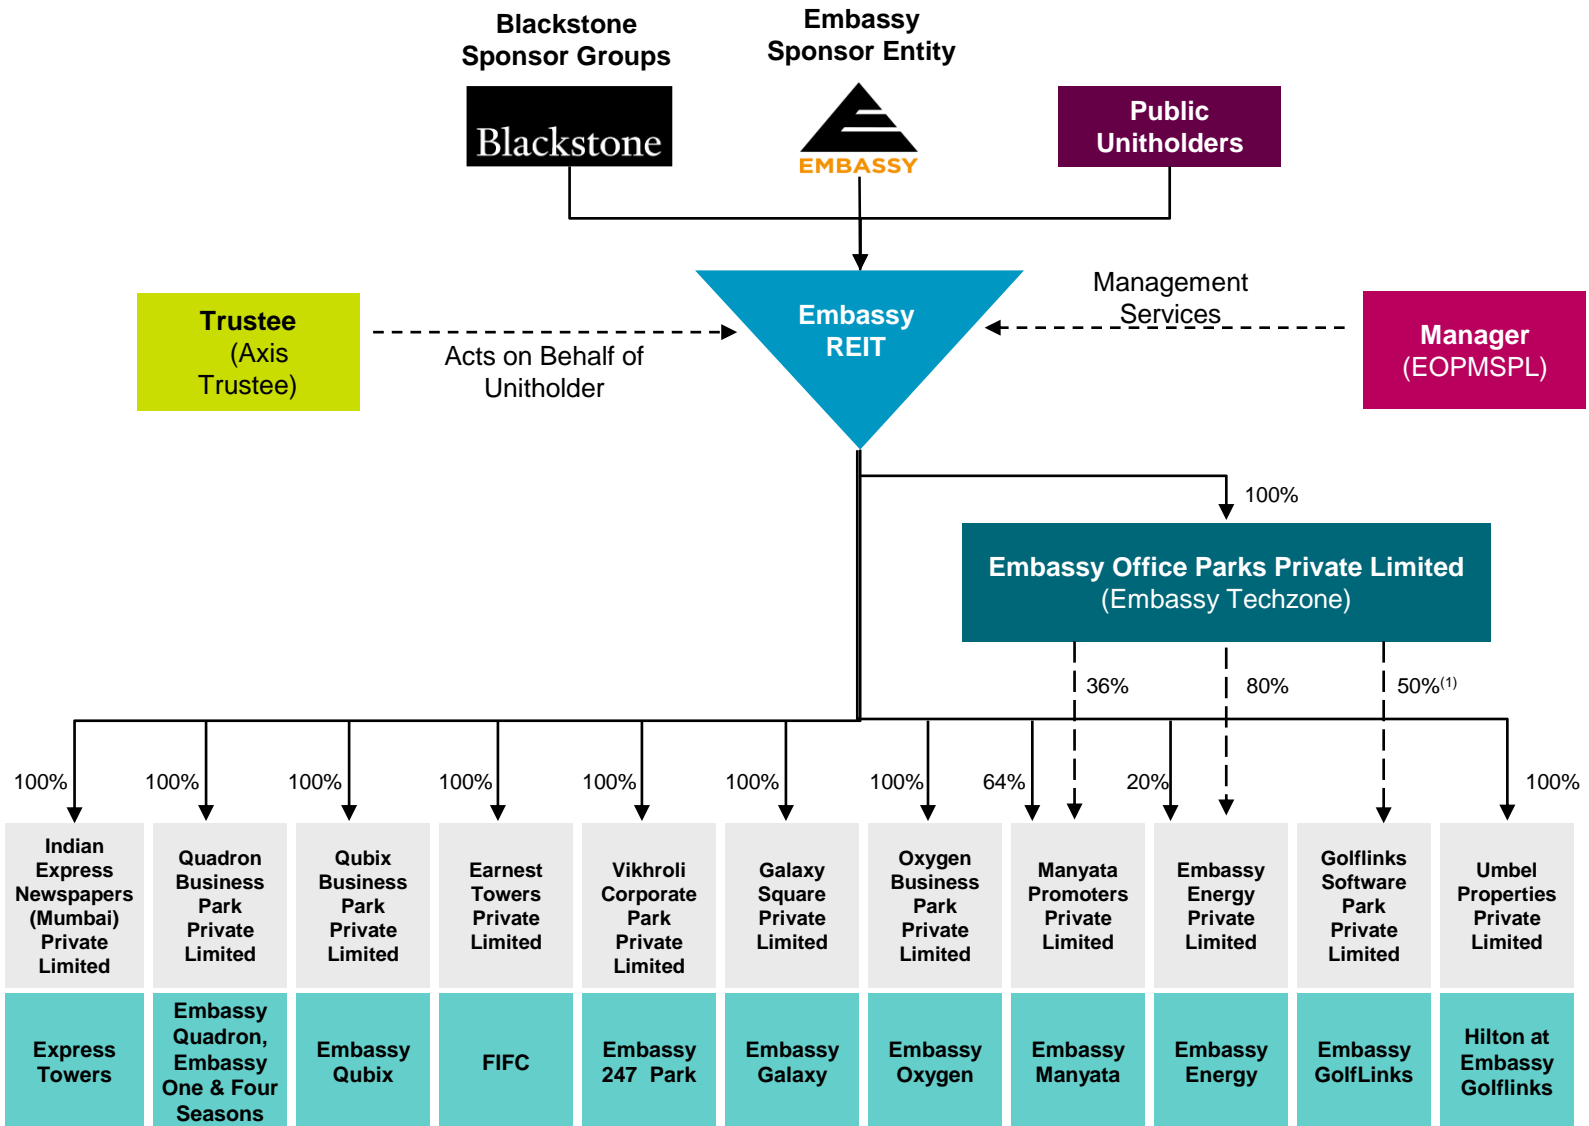 Blackstone
Sponsor Groups
Embassy
Sponsor Entity
Blackstone
EMBASSY
Public
Unitholders
Trustee
(Axis
Trustee)
Acts on Behalf of
Unitholder
Embassy
REIT
Management
Services
Manager
(EOPMSPL)
100%
Embassy Office Parks Private Limited
(Embassy Techzone)
36%
80%
50%(1)
100%
100%
100%
100%
100%
100%
100%
64%
20%
100%
Indian
Express
Newspapers
(Mumbai)
Private
Limited
Quadron
Business
Park
Private
Limited
Qubix
Business
Park
Private
Limited
Earnest
Towers
Private
Limited
Vikhroli
Corporate
Park
Private
Limited
Galaxy
Square
Private
Limited
Oxygen
Business
Park
Private
Limited
Manyata
Promoters
Private
Limited
Embassy
Energy
Private
Limited
Golflinks
Software
Park
Private
Limited
Umbel
Properties
Private
Limited
Express
Towers
Embassy
Quadron,
Embassy
One & Four
Seasons
Embassy
Qubix
FIFC
Embassy
247 Park
Embassy
Galaxy
Embassy
Oxygen
Embassy
Manyata
Embassy
Energy
Embassy
GolfLinks
Hilton at
Embassy
Golflinks